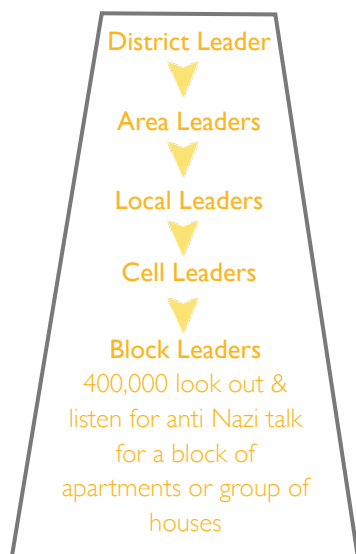 District Leader
Area Leaders
Local Leaders
Cell Leaders
Block Leaders
400,000 look out &
listen for anti Nazi talk
for a block of
apartments or group of
houses